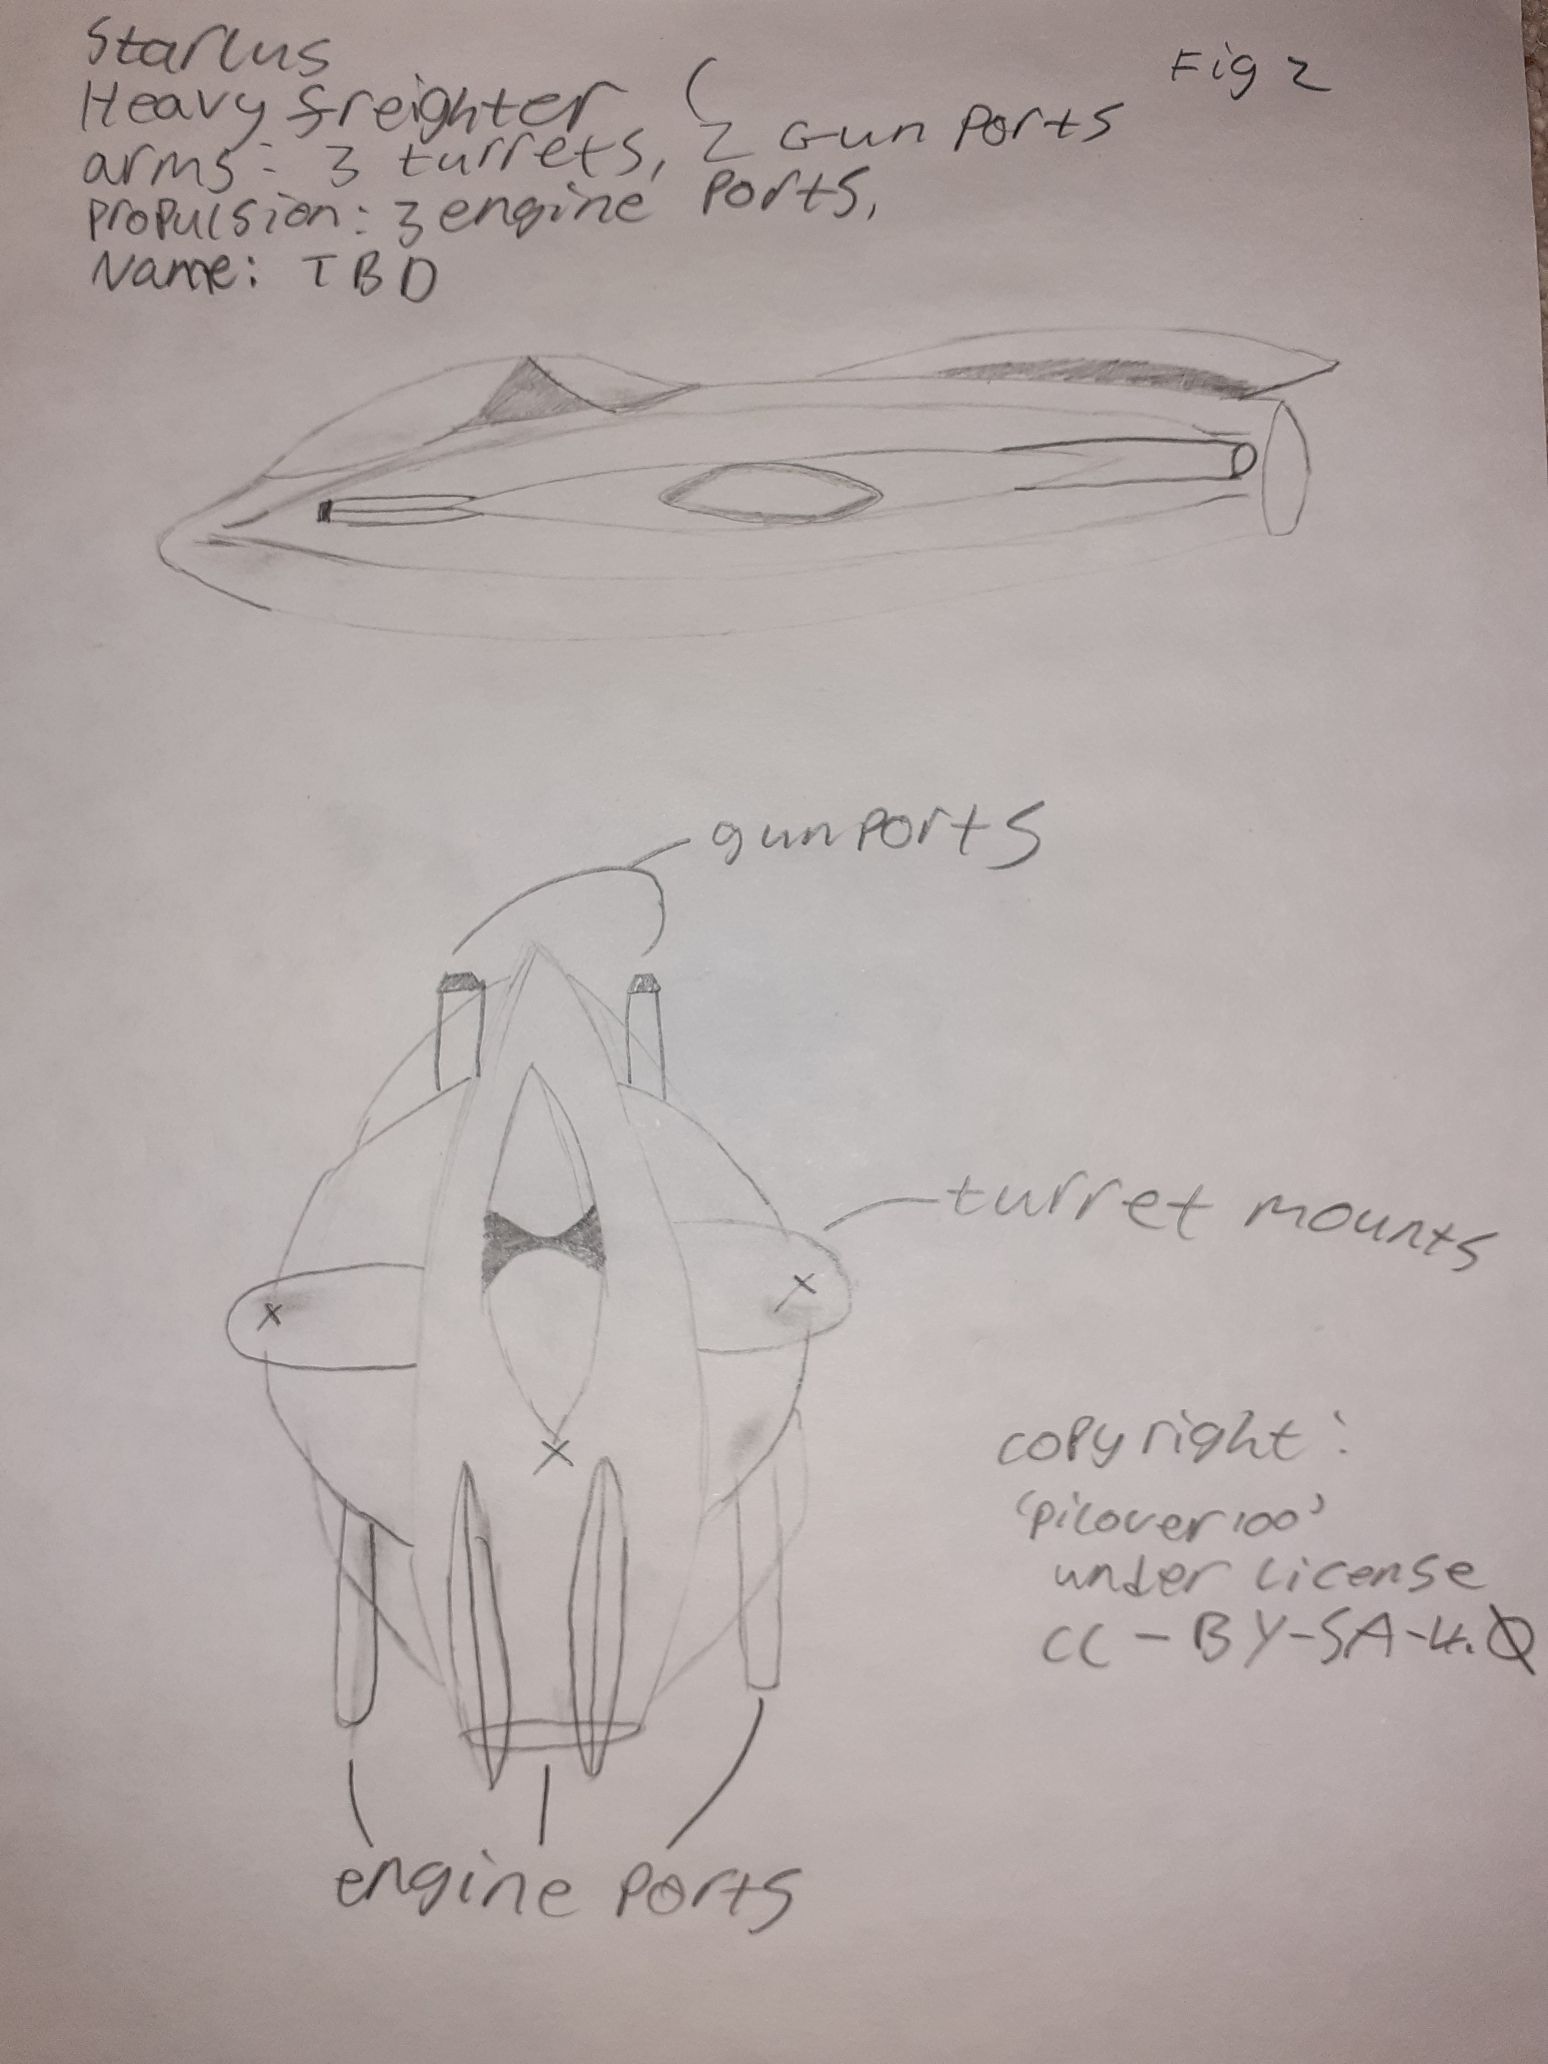 Starlus
Heavy freighter (
Fig 2
arms: 3 turrets, 2 Gun Ports
propulsion: 3 engine ports,
Name: TBD
gun ports
turret mounts
x
x
x
copyright:
'pilover100'
under license
CC-BY-SA-4.0
engine ports